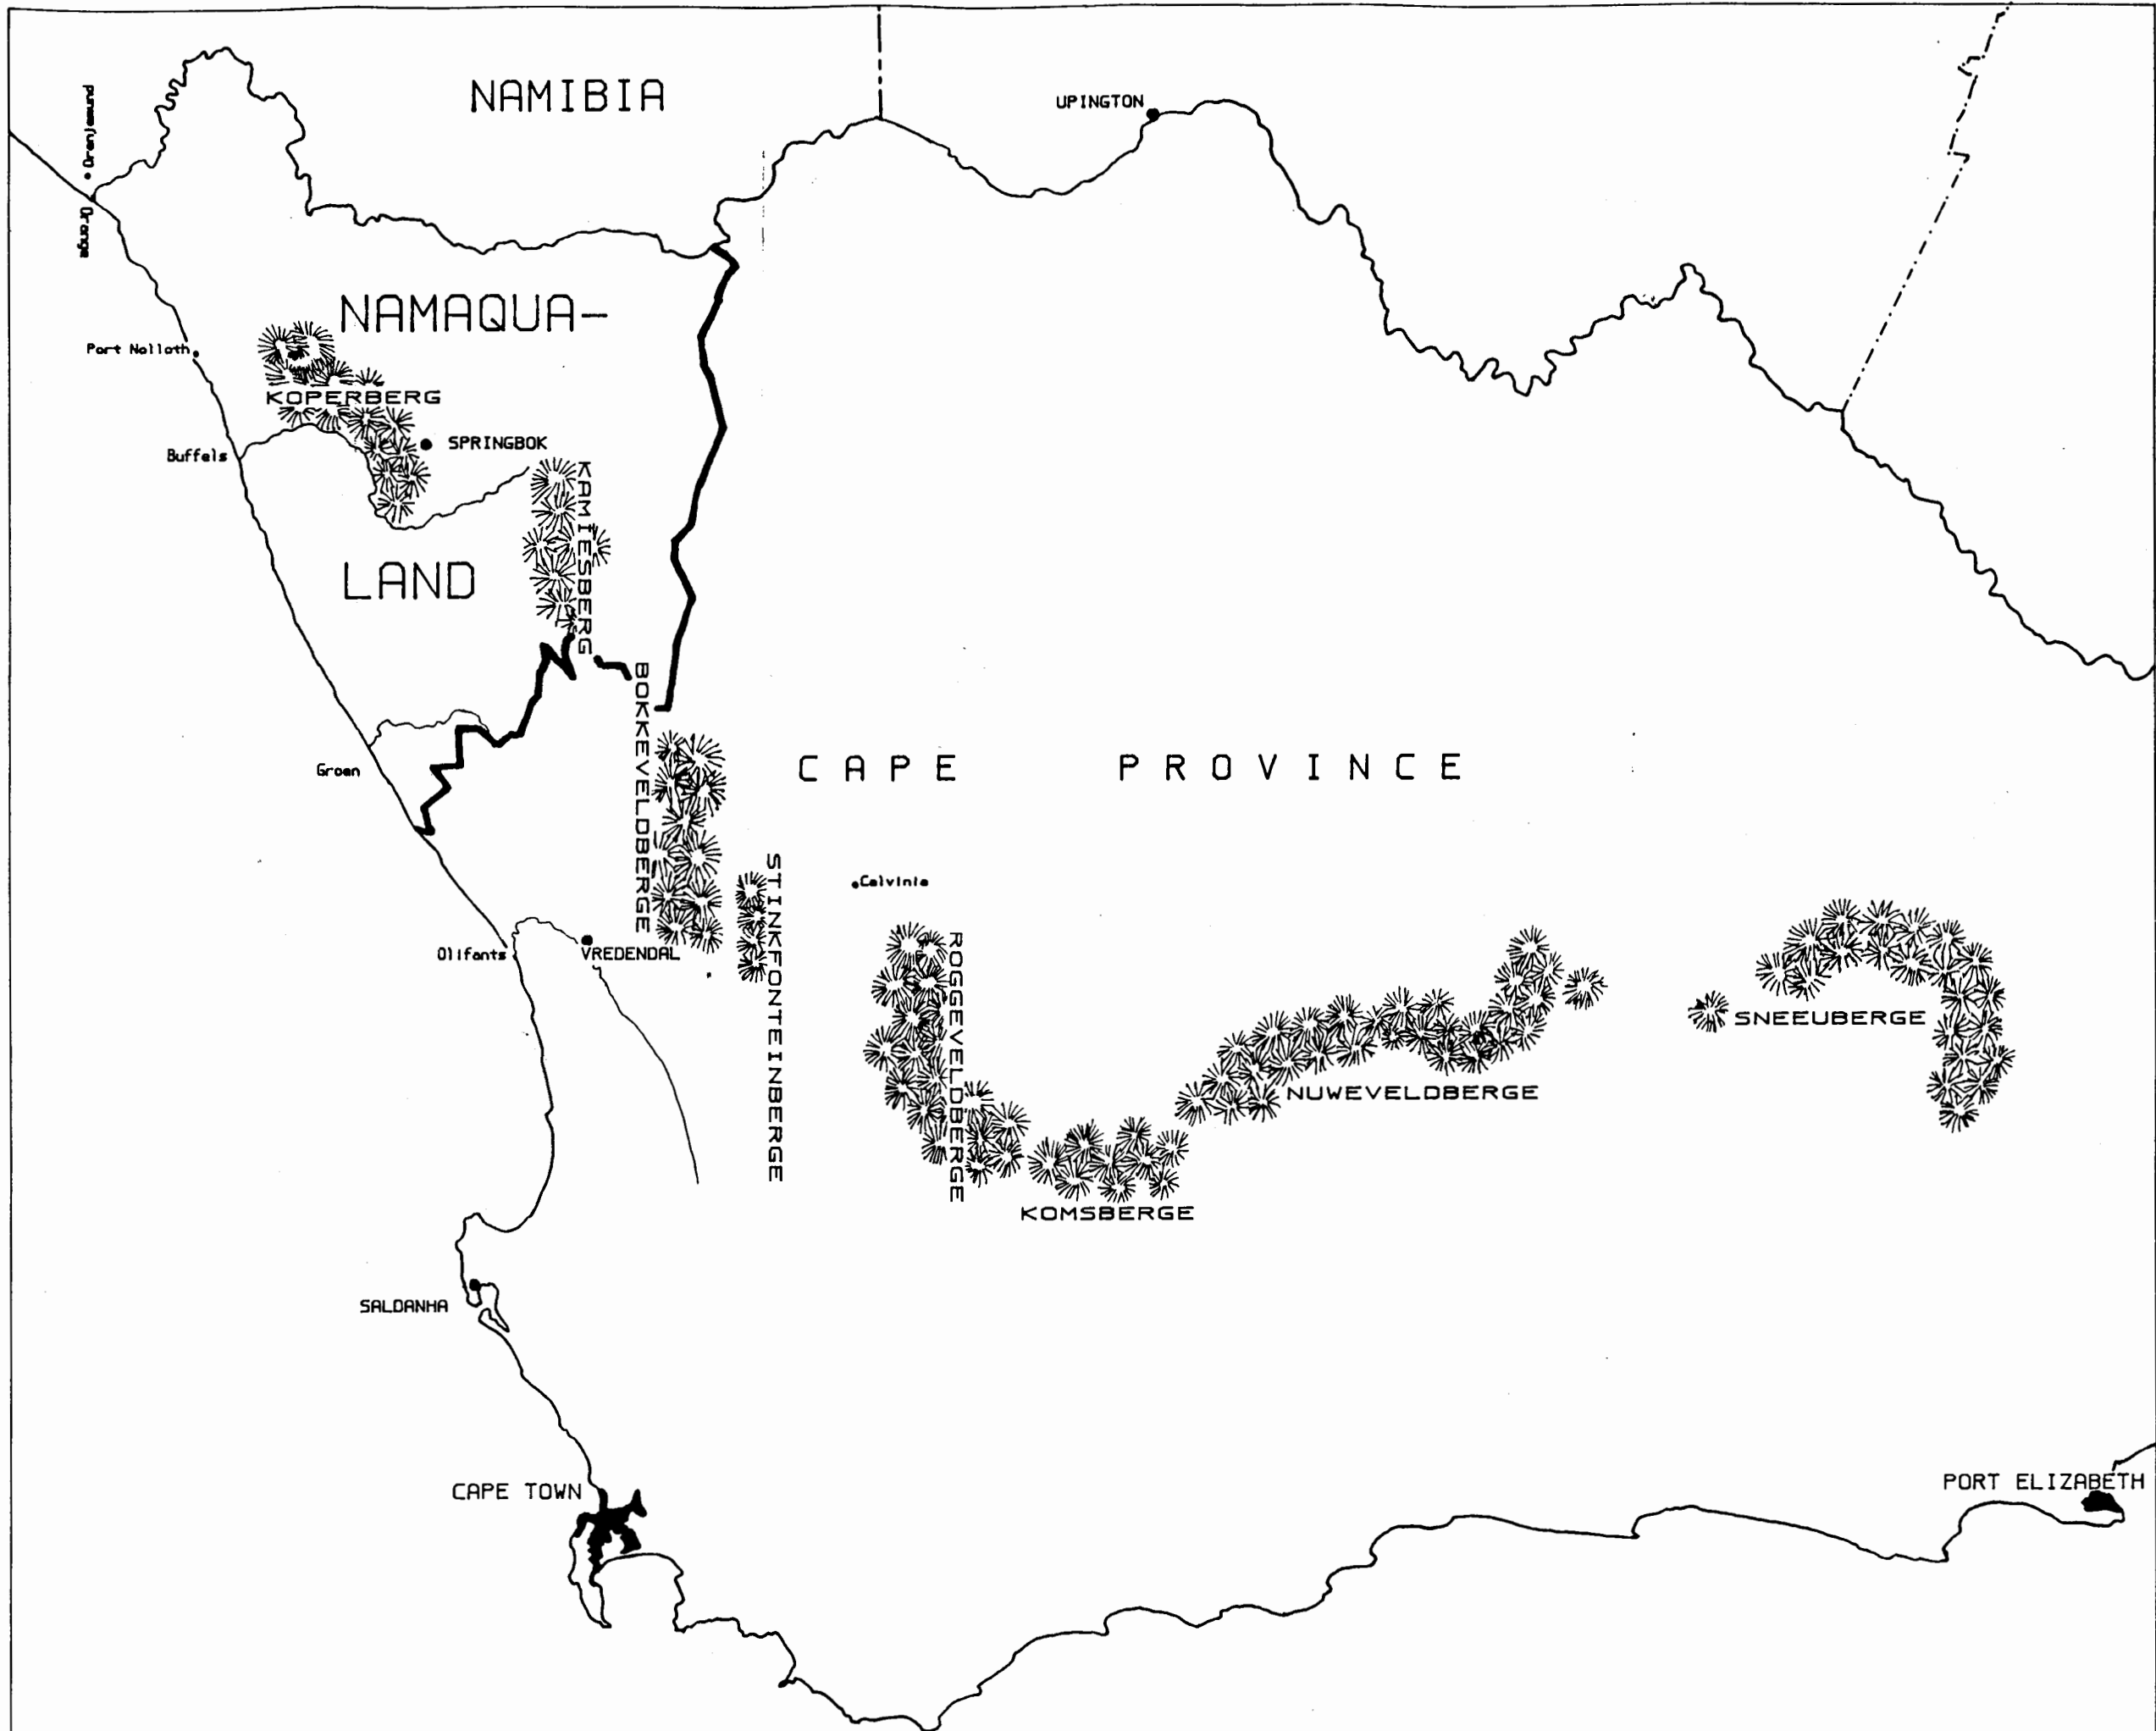 NAMIBIA
UPINGTON
Oranjemund
Orange
NAMAQUA-
Port Nolloth
KOPERBERG
SPRINGBOK
Buffels
KAMIESBERG
LAND
BOKKEVELDBERGE
CAPE PROVINCE
Groen
STINKFONTEINBERGE
Calvinia
ROGGEVELDBERGE
Olifants
VREDENDAL
SNEEUBERGE
NUWEVELDBERGE
KOMSBERGE
SALDANHA
CAPE TOWN
PORT ELIZABETH